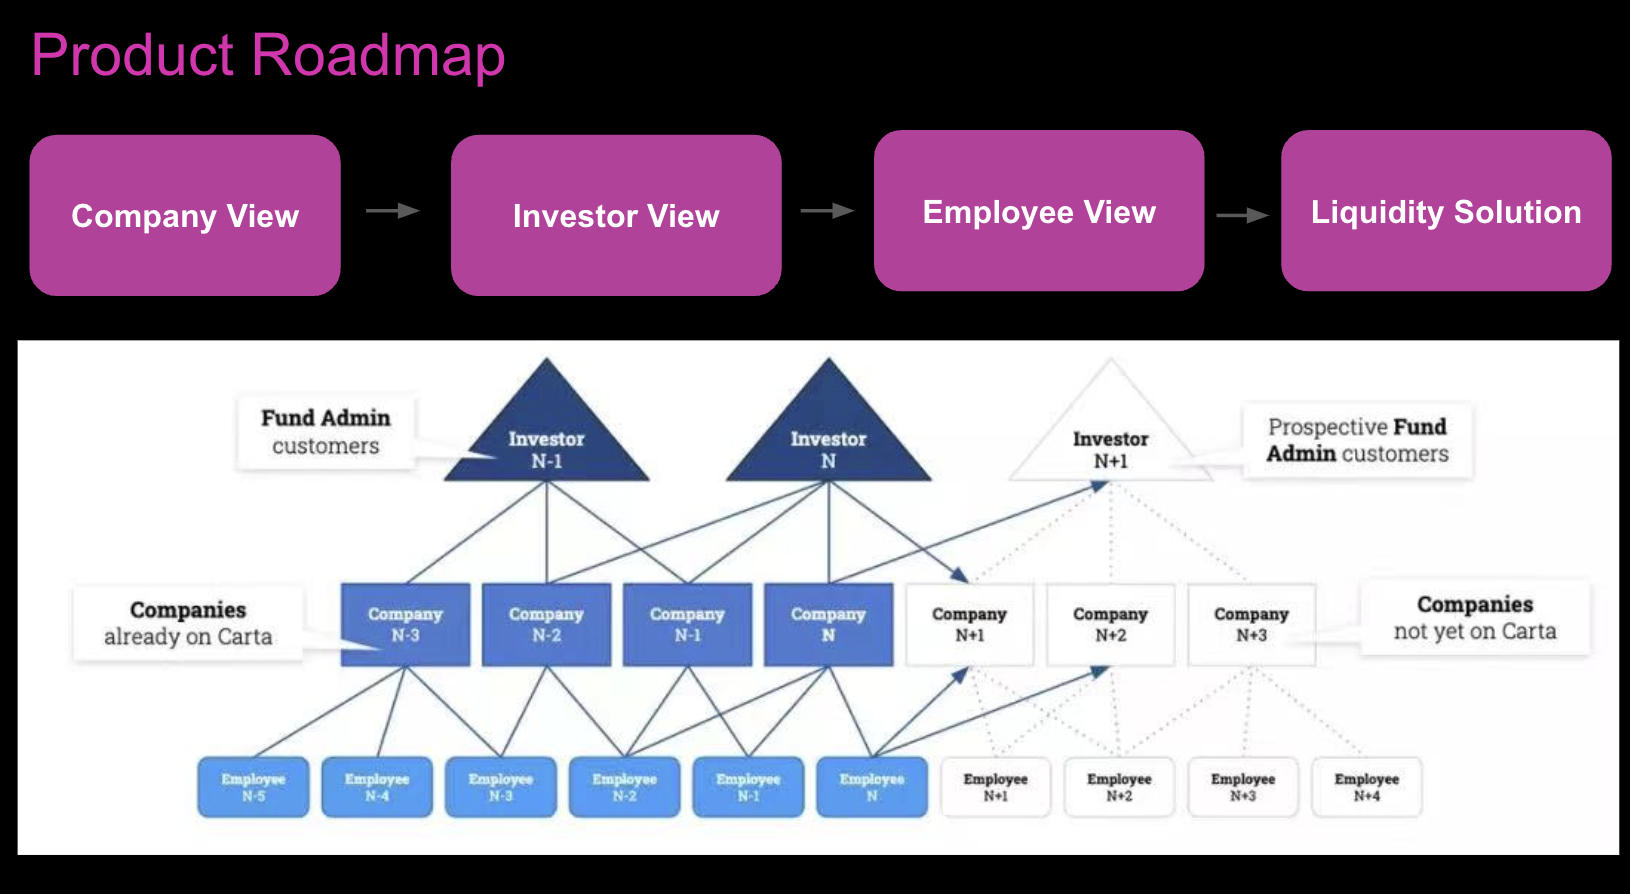 Product Roadmap
Company View
Investor View
Employee View
Liquidity Solution
Fund Admin
customers
Investor
N-1
Investor
N
Investor
N+1
Prospective Fund
Admin customers
Companies
already on Carta
Company
N-3
Company
N-2
Company
N-1
Company
N
Company
N+1
Company
N+2
Company
N+3
Companies
not yet on Carta
Employee
N-5
Employee
N-4
Employee
N-3
Employee
N-2
Employee
N-1
Employee
N
Employee
N+1
Employee
N+2
Employee
N+3
Employee
N+4